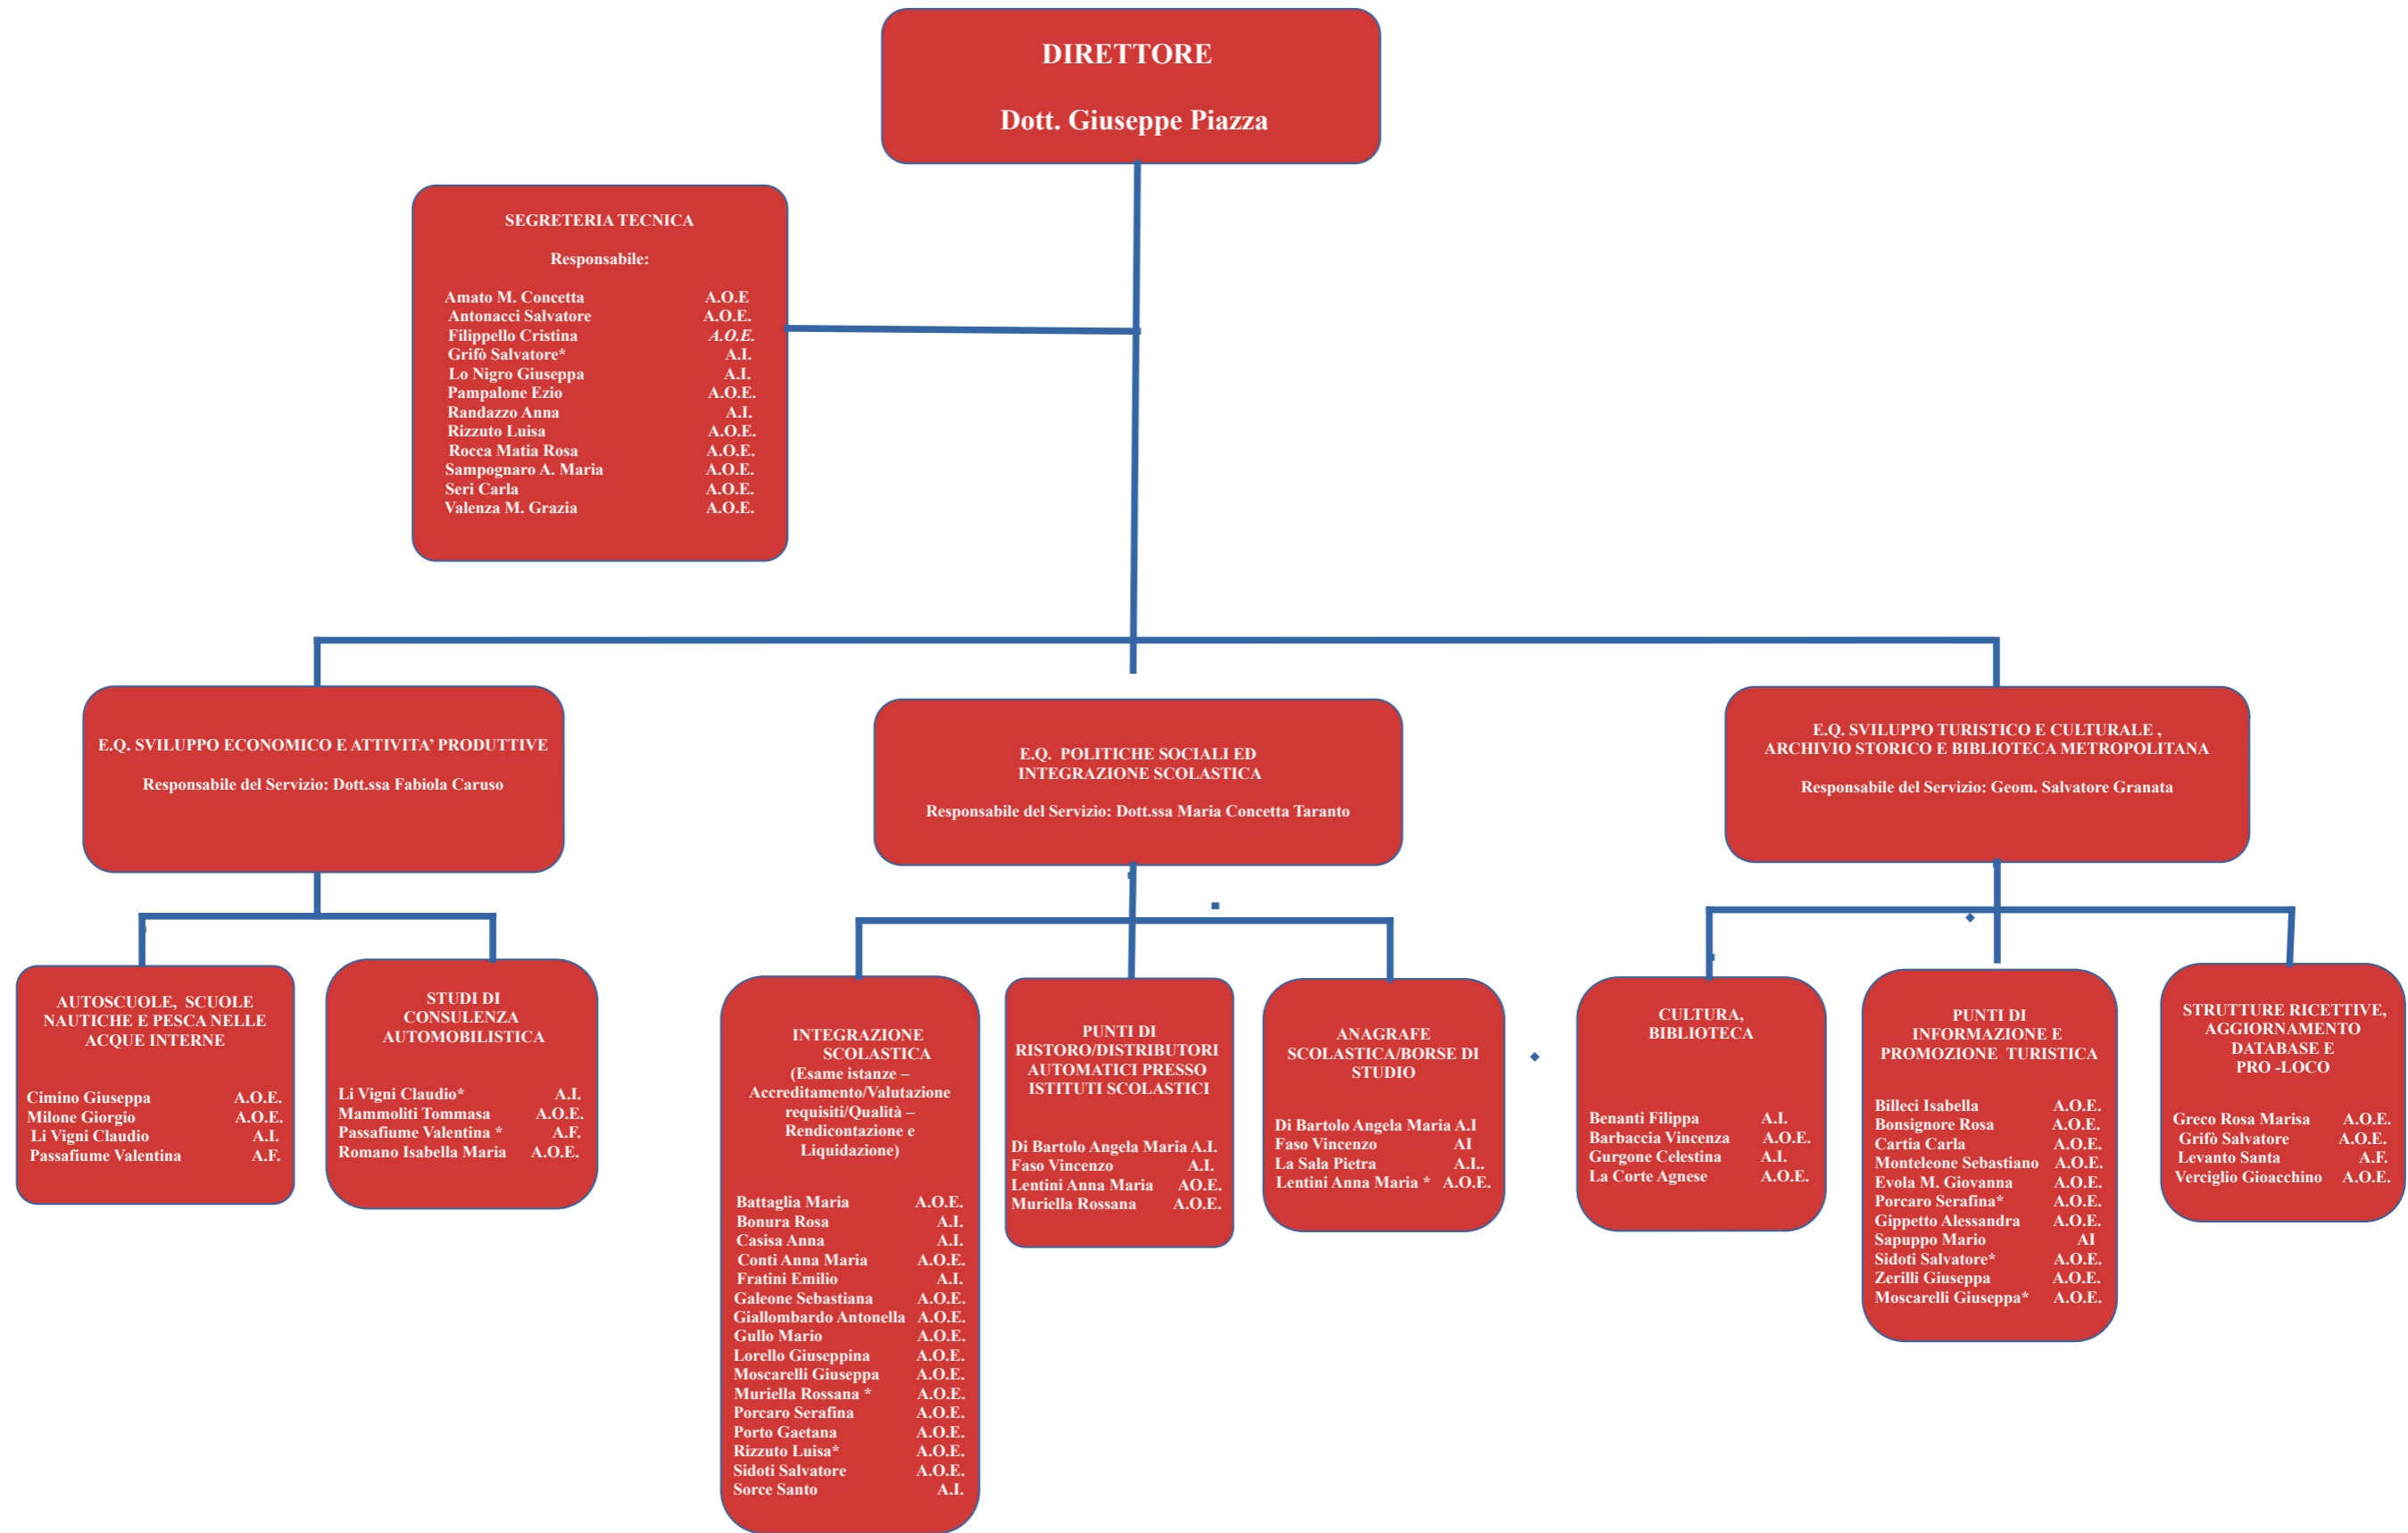 DIRETTORE
Dott. Giuseppe Piazza
SEGRETERIA TECNICA
Responsabile:
Amato M. Concetta A.O.E
Antonacci Salvatore A.O.E.
Filippello Cristina A.O.E.
Grifò Salvatore* A.I.
Lo Nigro Giuseppa A.I.
Pampalone Ezio A.O.E.
Randazzo Anna A.I.
Rizzuto Luisa A.O.E.
Rocca Matia Rosa A.O.E.
Sampognaro A. Maria A.O.E.
Seri Carla A.O.E.
Valenza M. Grazia A.O.E.
E.Q. SVILUPPO ECONOMICO E ATTIVITA’ PRODUTTIVE
Responsabile del Servizio: Dott.ssa Fabiola Caruso
E.Q. POLITICHE SOCIALI ED
INTEGRAZIONE SCOLASTICA
Responsabile del Servizio: Dott.ssa Maria Concetta Taranto
E.Q. SVILUPPO TURISTICO E CULTURALE ,
ARCHIVIO STORICO E BIBLIOTECA METROPOLITANA
Responsabile del Servizio: Geom. Salvatore Granata
AUTOSCUOLE, SCUOLE
NAUTICHE E PESCA NELLE
ACQUE INTERNE
Cimino Giuseppa A.O.E.
Milone Giorgio A.O.E.
Li Vigni Claudio A.I.
Passafiume Valentina A.F.
STUDI DI
CONSULENZA
AUTOMOBILISTICA
Li Vigni Claudio* A.I.
Mammoliti Tommasa A.O.E.
Passafiume Valentina * A.F.
Romano Isabella Maria A.O.E.
INTEGRAZIONE
SCOLASTICA
(Esame istanze –
Accreditamento/Valutazione
requisiti/Qualità –
Rendicontazione e
Liquidazione)
Battaglia Maria A.O.E.
Bonura Rosa A.I.
Casisa Anna A.I.
Conti Anna Maria A.O.E.
Fratini Emilio A.I.
Galeone Sebastiana A.O.E.
Giallombardo Antonella A.O.E.
Gullo Mario A.O.E.
Lorello Giuseppina A.O.E.
Moscarelli Giuseppa A.O.E.
Muriella Rossana * A.O.E.
Porcaro Serafina A.O.E.
Porto Gaetana A.O.E.
Rizzuto Luisa* A.O.E.
Sidoti Salvatore A.O.E.
Sorce Santo A.I.
PUNTI DI
RISTORO/DISTRIBUTORI
AUTOMATICI PRESSO
ISTITUTI SCOLASTICI
Di Bartolo Angela Maria A.I.
Faso Vincenzo A.I.
Lentini Anna Maria AO.E.
Muriella Rossana A.O.E.
ANAGRAFE
SCOLASTICA/BORSE DI
STUDIO
Di Bartolo Angela Maria A.I
Faso Vincenzo AI
La Sala Pietra A.I..
Lentini Anna Maria * A.O.E.
CULTURA,
BIBLIOTECA
Benanti Filippa A.I.
Barbaccia Vincenza A.O.E.
Gurgone Celestina A.I.
La Corte Agnese A.O.E.
PUNTI DI
INFORMAZIONE E
PROMOZIONE TURISTICA
Billeci Isabella A.O.E.
Bonsignore Rosa A.O.E.
Cartia Carla A.O.E.
Monteleone Sebastiano A.O.E.
Evola M. Giovanna A.O.E.
Porcaro Serafina* A.O.E.
Gippetto Alessandra A.O.E.
Sapuppo Mario AI
Sidoti Salvatore* A.O.E.
Zerilli Giuseppa A.O.E.
Moscarelli Giuseppa* A.O.E.
STRUTTURE RICETTIVE,
AGGIORNAMENTO
DATABASE E
PRO -LOCO
Greco Rosa Marisa A.O.E.
Grifò Salvatore A.O.E.
Levanto Santa A.F.
Verciglio Gioacchino A.O.E.